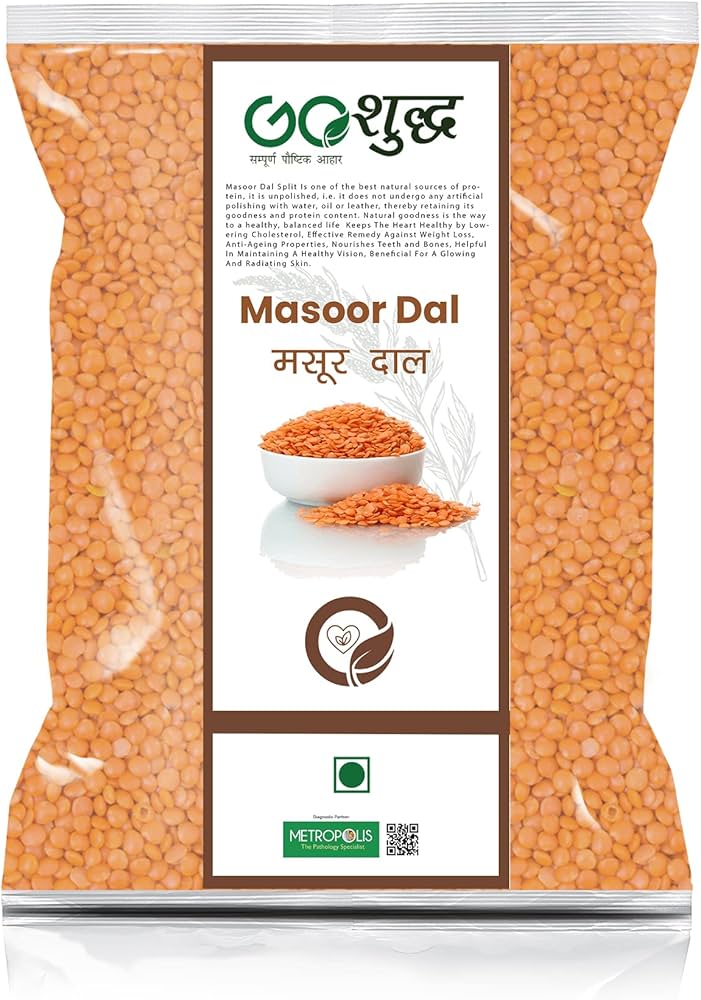 GOशुद्ध
सम्पूर्ण पौष्टिक आहार
Masoor Dal Split Is one of the best natural sources of pro-
tein, it is unpolished, i.e. it does not undergo any artificial
polishing with water, oil or leather, thereby retaining its
goodness and protein content. Natural goodness is the way
to a healthy, balanced life Keeps The Heart Healthy by Low-
ering Cholesterol, Effective Remedy Against Weight Loss,
Anti-Ageing Properties, Nourishes Teeth and Bones, Helpful
In Maintaining A Healthy Vision, Beneficial For A Glowing
And Radiating Skin.
Masoor Dal
मसूर दाल
Diagnostic Partner
METROPOLIS
The Pathology Specialist